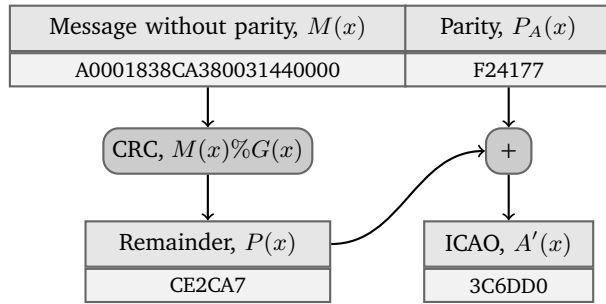 Message without parity, M(x) Parity, P_A(x)
A0001838CA380031440000 F24177
CRC, M(x)%G(x) +
Remainder, P(x) ICAO, A′(x)
CE2CA7 3C6DD0